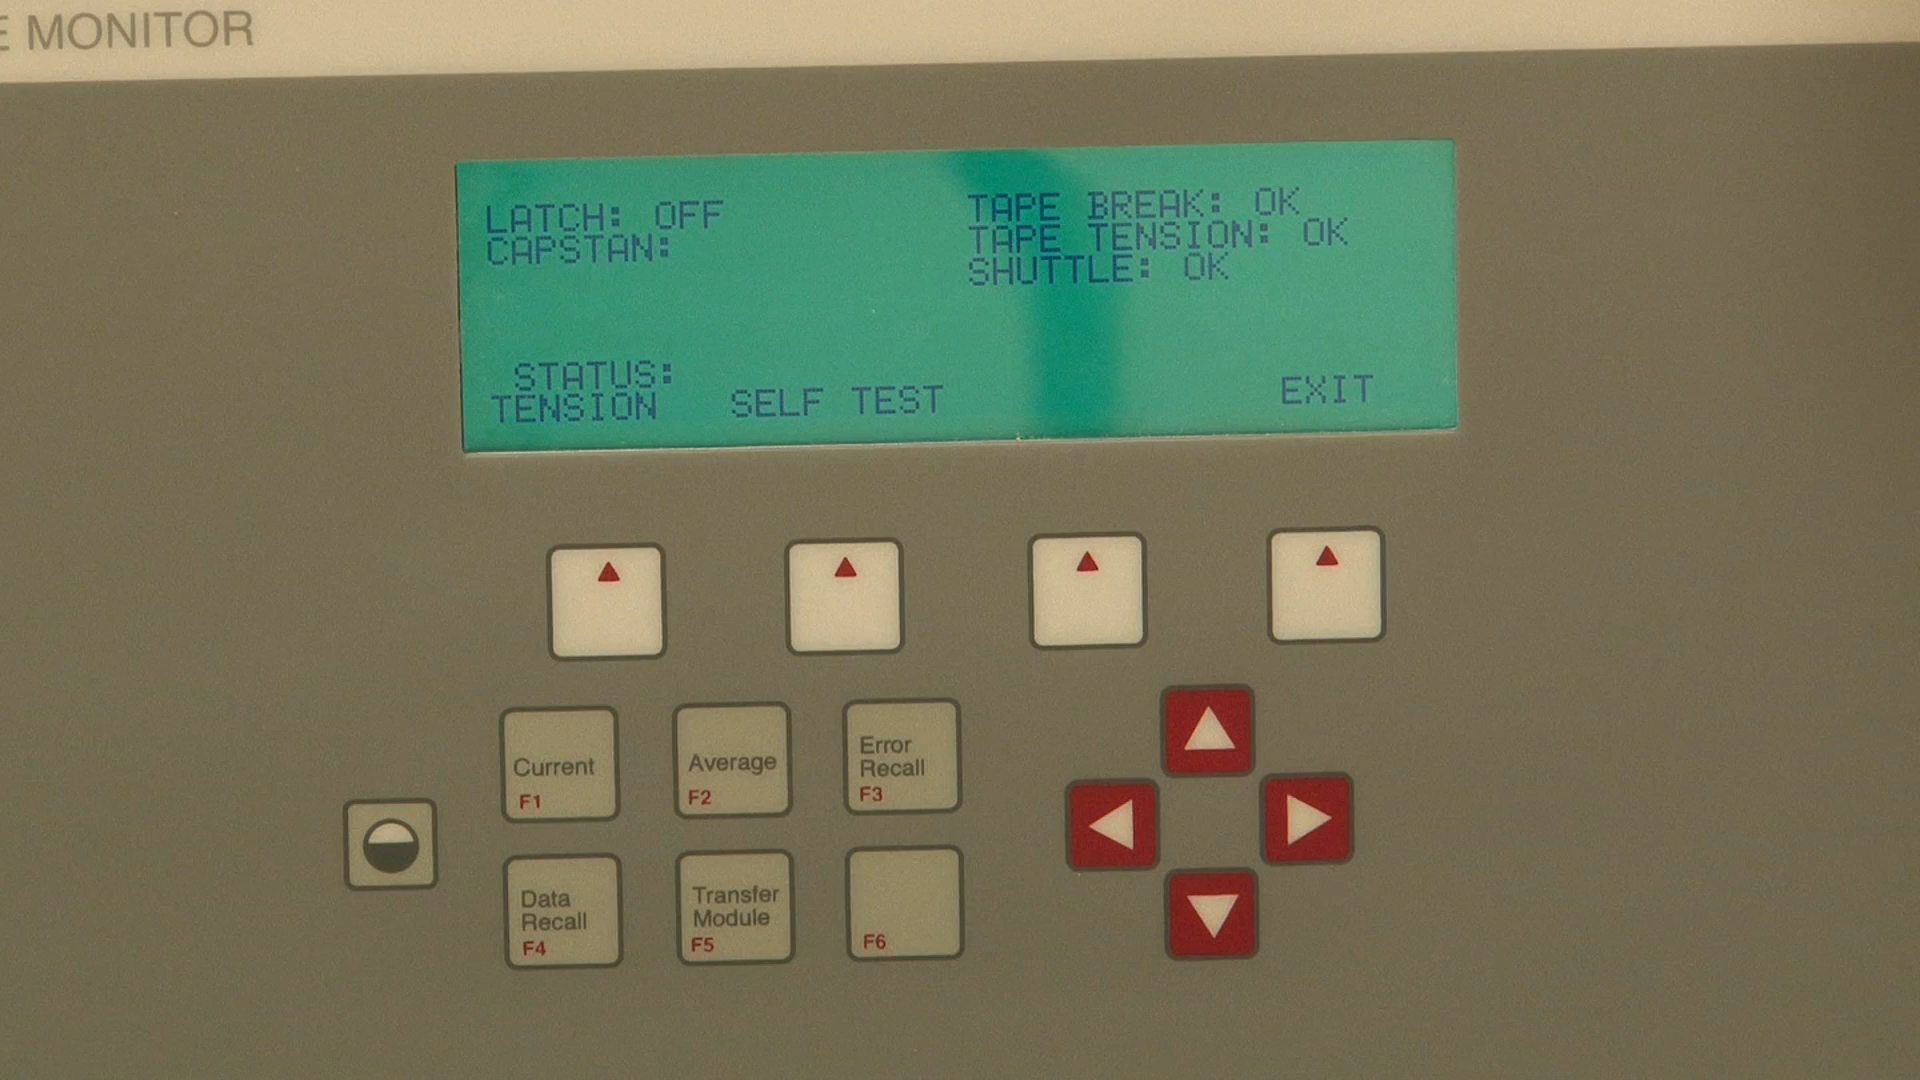 E MONITOR
LATCH: OFF
CAPSTAN:
TAPE BREAK: OK
TAPE TENSION: OK
SHUTTLE: OK
STATUS:
TENSION SELF TEST EXIT
Current
F1
Average
F2
Error
Recall
F3
Data
Recall
F4
Transfer
Module
F5
F6